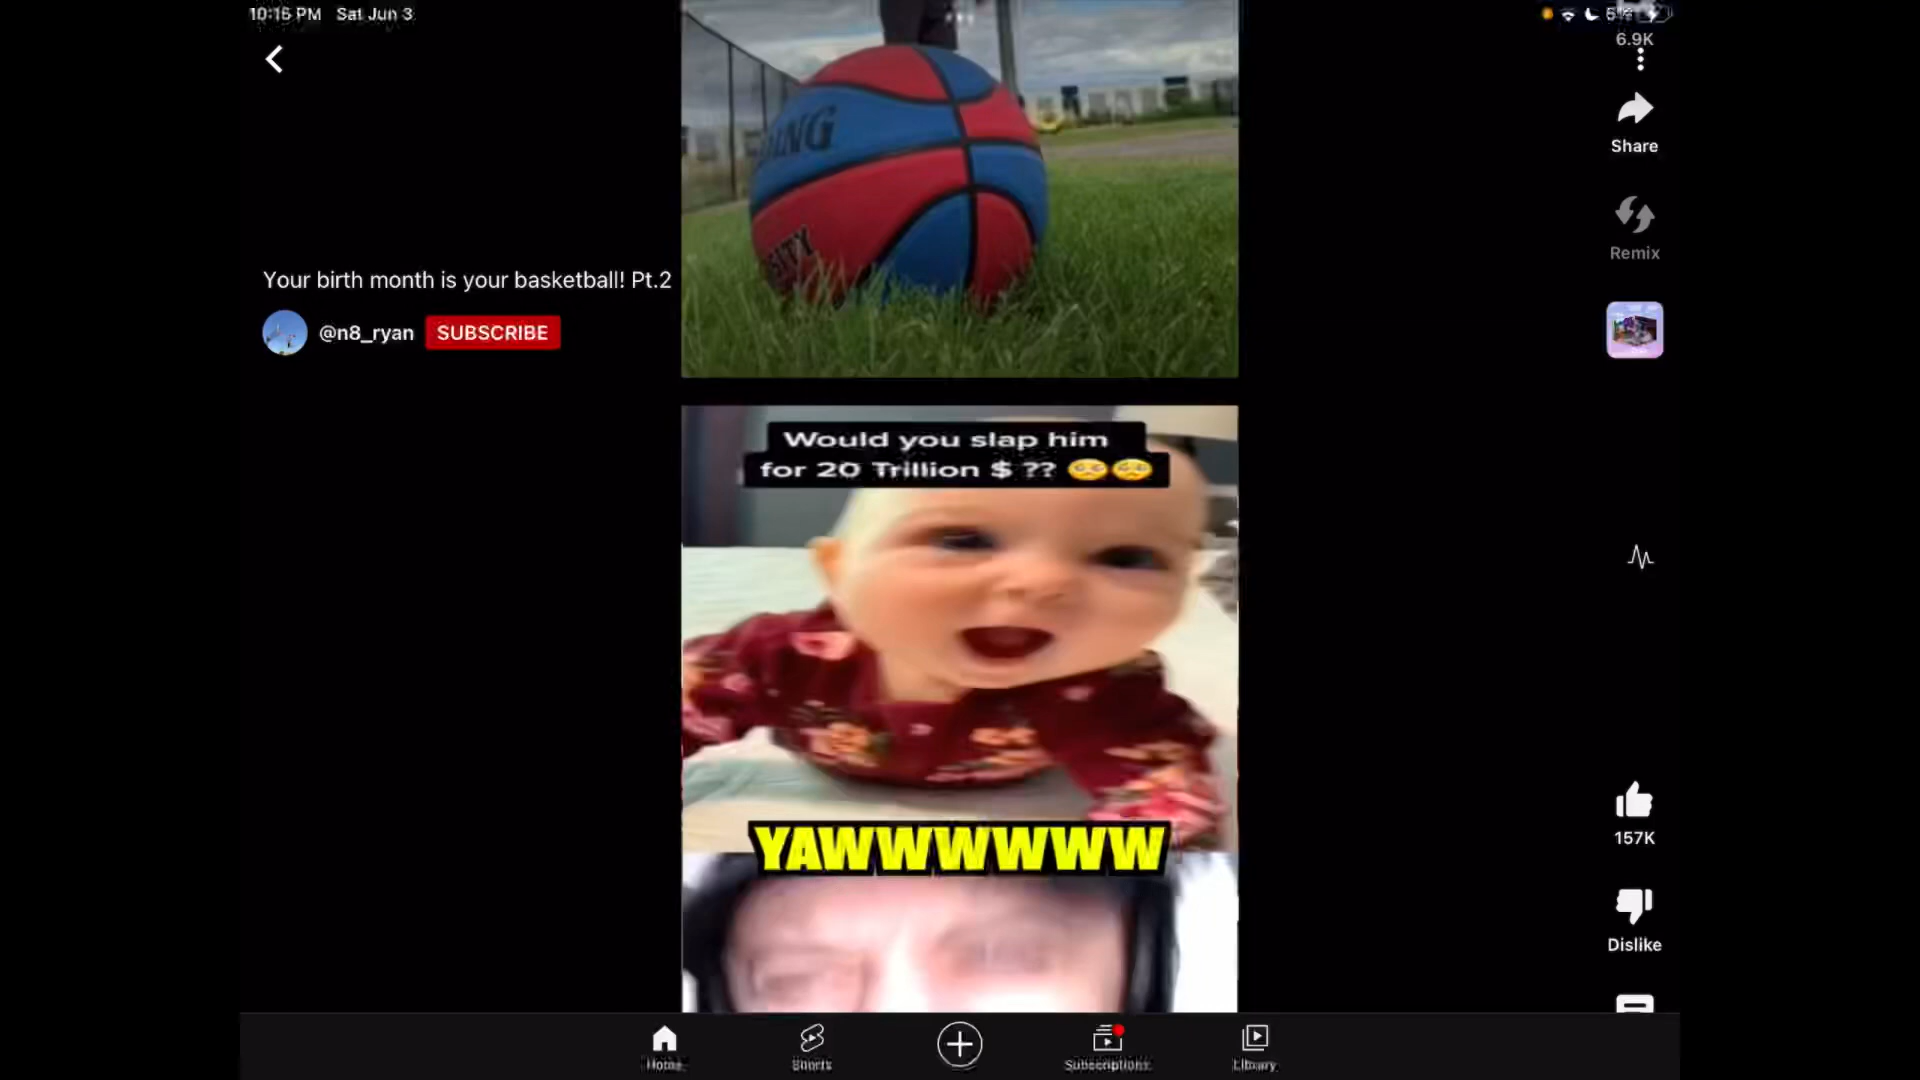 10:15 PM Sat Jun 3
6.9K
Share
Remix
Your birth month is your basketball! Pt.2
@n8_ryan SUBSCRIBE
Would you slap him
for 20 Trillion $ ?? 🥺🥺
YAWWWWWW
157K
Dislike
Home Shorts Subscriptions Library